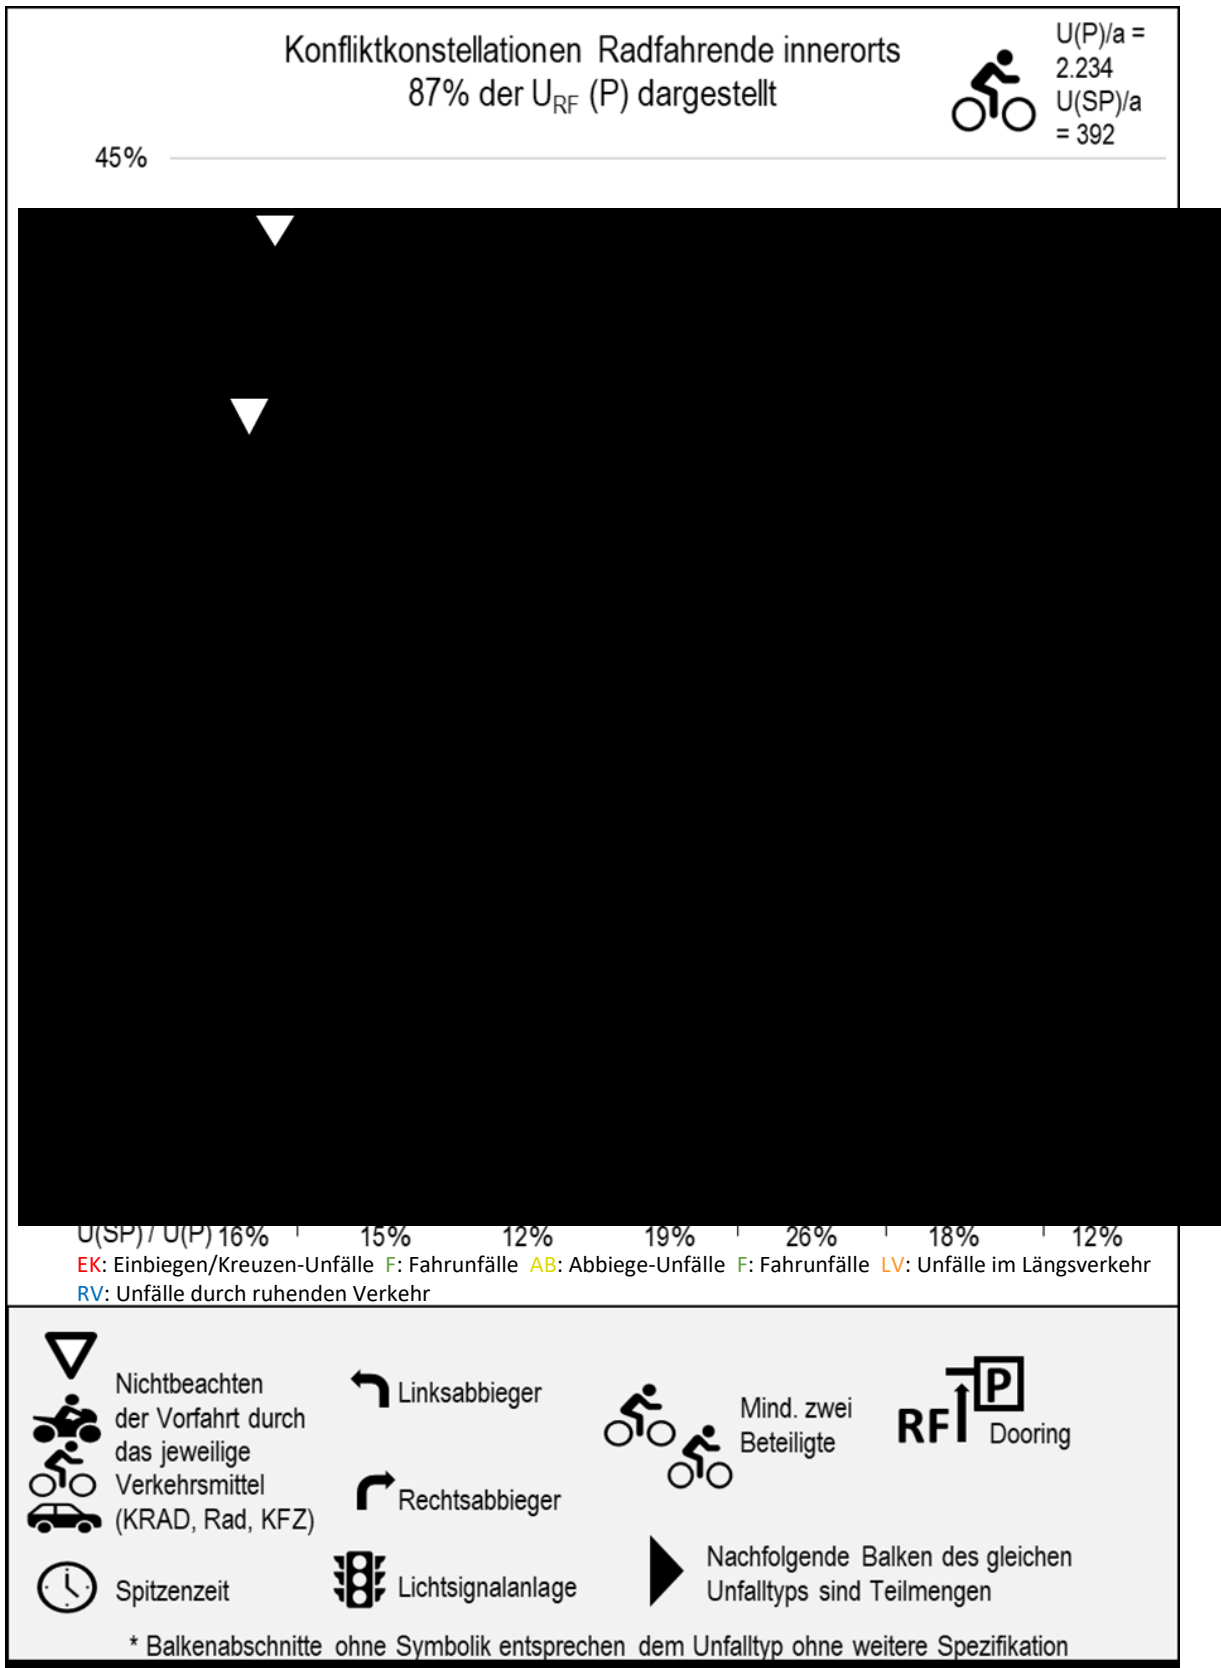 Konfliktkonstellationen Radfahrende innerorts
87% der URF (P) dargestellt
U(P)/a =
2.234
U(SP)/a
= 392
45%
U(SP) / U(P) 16% 15% 12% 19% 26% 18% 12%
EK: Einbiegen/Kreuzen-Unfälle F: Fahrunfälle AB: Abbiege-Unfälle F: Fahrunfälle LV: Unfälle im Längsverkehr
RV: Unfälle durch ruhenden Verkehr
Nichtbeachten
der Vorfahrt durch
das jeweilige
Verkehrsmittel
(KRAD, Rad, KFZ)
Spitzenzeit
Linksabbieger
Rechtsabbieger
Lichtsignalanlage
Mind. zwei
Beteiligte
P
RF
Dooring
Nachfolgende Balken des gleichen
Unfalltyps sind Teilmengen
* Balkenabschnitte ohne Symbolik entsprechen dem Unfalltyp ohne weitere Spezifikation